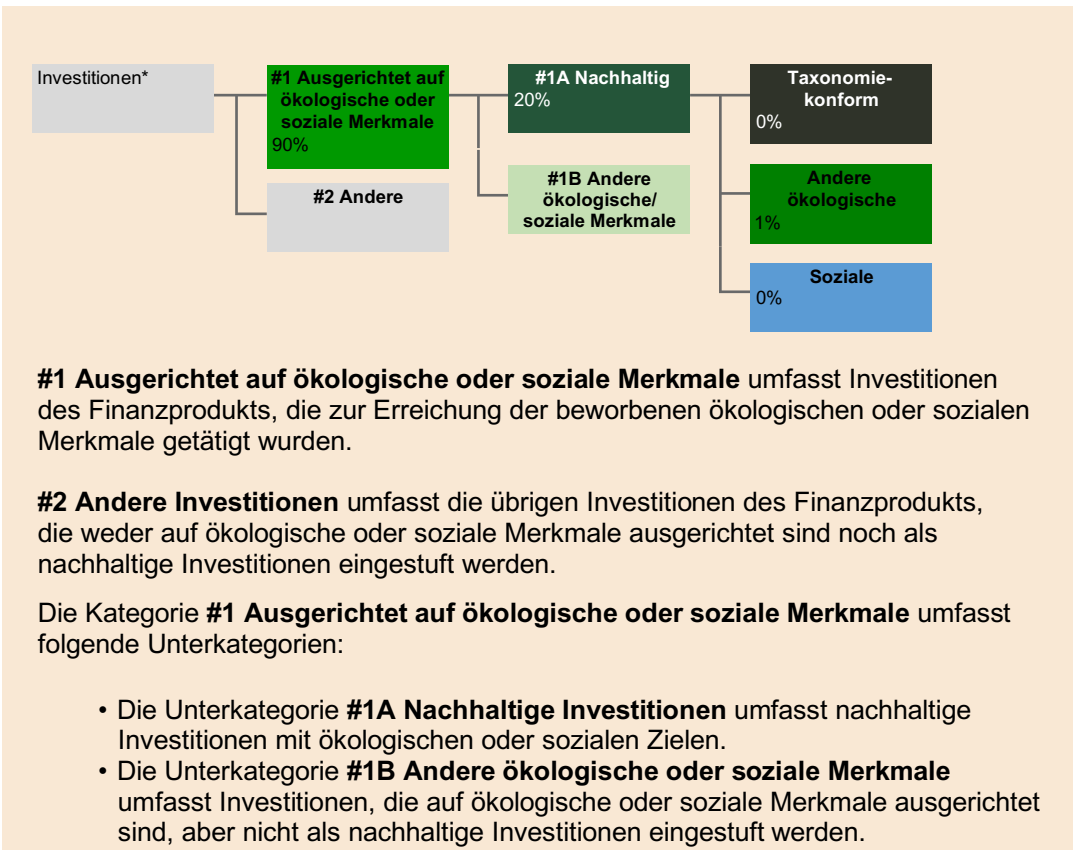 Investitionen*
#1 Ausgerichtet auf
ökologische oder
soziale Merkmale
90%
#2 Andere
#1A Nachhaltig
20%
#1B Andere
ökologische/
soziale Merkmale
Taxonomie-
konform
0%
Andere
ökologische
1%
Soziale
0%
#1 Ausgerichtet auf ökologische oder soziale Merkmale umfasst Investitionen
des Finanzprodukts, die zur Erreichung der beworbenen ökologischen oder sozialen
Merkmale getätigt wurden.
#2 Andere Investitionen umfasst die übrigen Investitionen des Finanzprodukts,
die weder auf ökologische oder soziale Merkmale ausgerichtet sind noch als
nachhaltige Investitionen eingestuft werden.
Die Kategorie #1 Ausgerichtet auf ökologische oder soziale Merkmale umfasst
folgende Unterkategorien:
• Die Unterkategorie #1A Nachhaltige Investitionen umfasst nachhaltige
Investitionen mit ökologischen oder sozialen Zielen.
• Die Unterkategorie #1B Andere ökologische oder soziale Merkmale
umfasst Investitionen, die auf ökologische oder soziale Merkmale ausgerichtet
sind, aber nicht als nachhaltige Investitionen eingestuft werden.